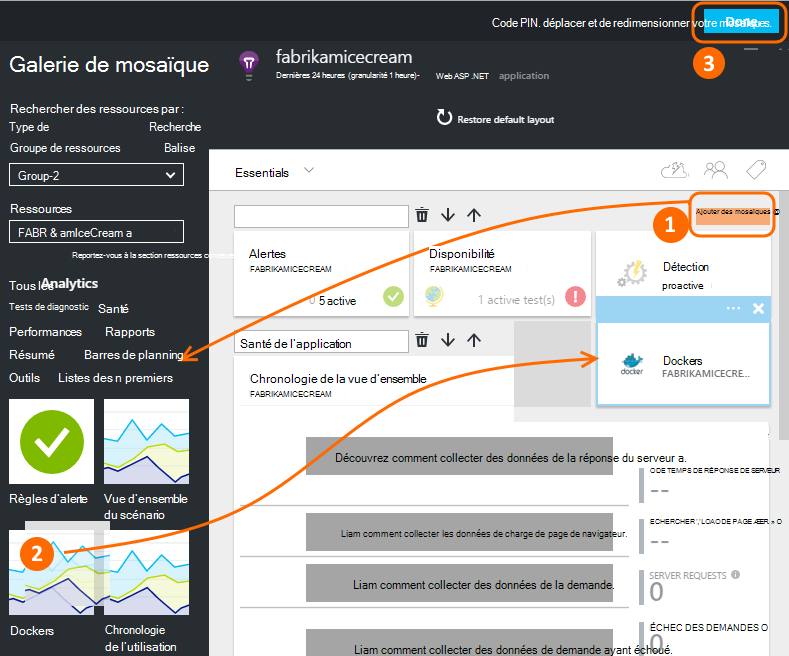 Code PIN. déplacer et de redimensionner votre mosaïques.
Done
3
Galerie de mosaïque
fabrikamicecream
Dernières 24 heures (granularité 1 heure)-
Web ASP .NET application
Rechercher des ressources par :
Type de Recherche
Groupe de ressources Balise
Restore default layout
Group-2
Essentials
Ressources
FABR & amIceCream a
Ajouter des mosaïques
1
Reportez-vous à la section ressources
Alertes
FABRIKAMICECREAM
5 active
Disponibilité
FABRIKAMICECREAM
1 active test(s)
Détection
proactive
Tous les
Analytics
Tests de diagnostic Santé
Performances Rapports
Résumé Barres de planning
Outils Listes des n premiers
Santé de l'application
Chronologie de la vue d'ensemble
FABRIKAMICECREAM
docker
Dockers
FABRIKAMICECRE...
Règles d'alerte
Vue d'ensemble
du scénario
2
Dockers
Chronologie
de l'utilisation
Découvrez comment collecter des données de la réponse du serveur a.
ODE TEMPS DE RÉPONSE DE SERVEUR
--
Liam comment collecter les données de charge de page de navigateur.
--
Liam comment collecter des données de la demande.
SERVER REQUESTS
0
Liam comment collecter des données de demande ayant échoué.
ÉCHEC DES DEMANDES O
0